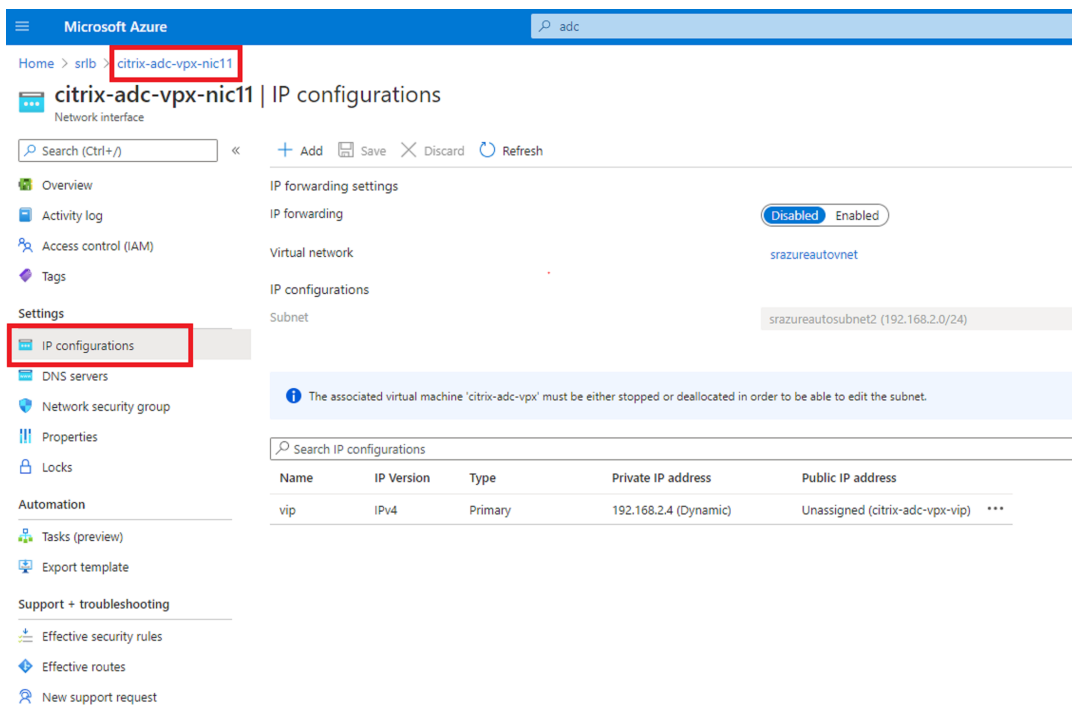 Microsoft Azure
adc
Home > srlb > citrix-adc-vpx-nic11
citrix-adc-vpx-nic11 | IP configurations
Network interface
Search (Ctrl+/)
«
Add Save Discard Refresh
Overview
Activity log
Access control (IAM)
Tags
Settings
IP configurations
DNS servers
Network security group
Properties
Locks
Automation
Tasks (preview)
Export template
Support + troubleshooting
Effective security rules
Effective routes
New support request
IP forwarding settings
IP forwarding Disabled Enabled
Virtual network srazureautovnet
IP configurations
Subnet srazureautosubnet2 (192.168.2.0/24)
The associated virtual machine 'citrix-adc-vpx' must be either stopped or deallocated in order to be able to edit the subnet.
Search IP configurations
Name IP Version Type Private IP address Public IP address
vip IPv4 Primary 192.168.2.4 (Dynamic) Unassigned (citrix-adc-vpx-vip) •••